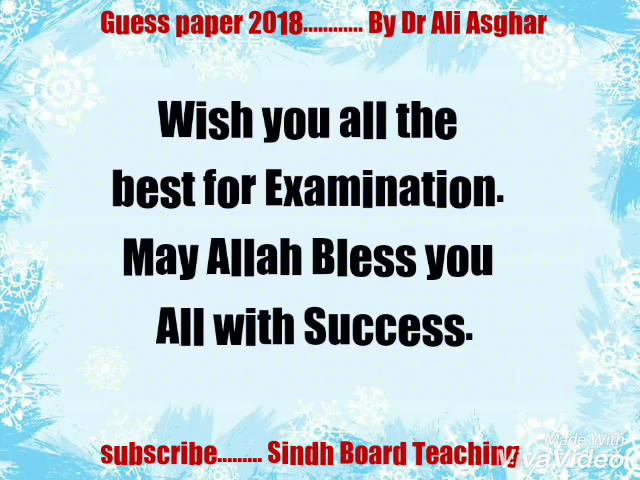 Guess paper 2018............ By Dr Ali Asghar
Wish you all the
best for Examination.
May Allah Bless you
All with Success.
subscribe......... Sindh Board Teaching
Made With
VivaVideo